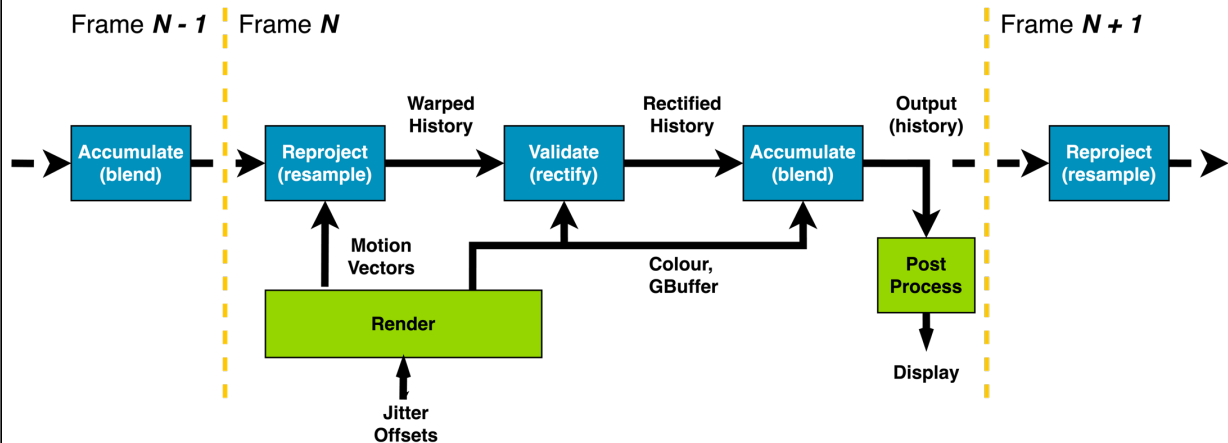 Frame N - 1
Frame N
Frame N + 1
Warped
History
Rectified
History
Output
(history)
Accumulate
(blend)
Reproject
(resample)
Validate
(rectify)
Accumulate
(blend)
Reproject
(resample)
Motion
Vectors
Colour,
GBuffer
Post
Process
Render
Display
Jitter
Offsets